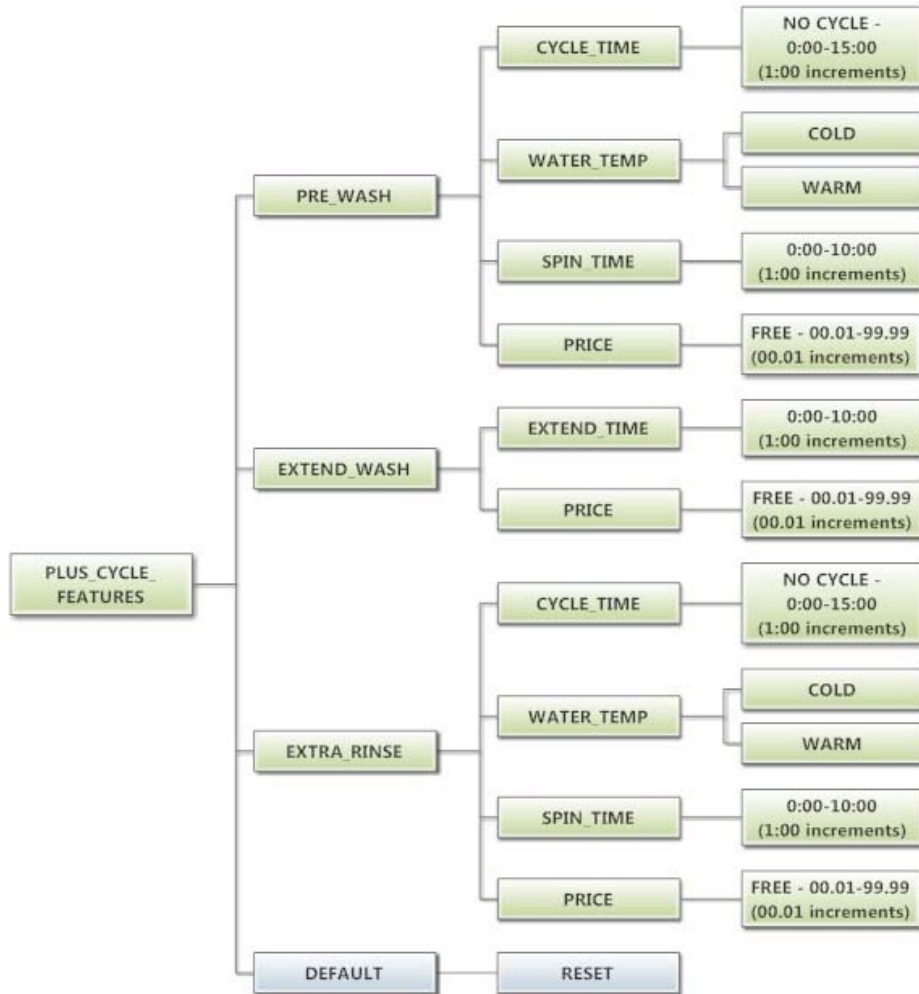 PLUS_CYCLE_
FEATURES
PRE_WASH
CYCLE_TIME
NO CYCLE -
0:00-15:00
(1:00 increments)
WATER_TEMP
COLD
WARM
SPIN_TIME
0:00-10:00
(1:00 increments)
PRICE
FREE - 00.01-99.99
(00.01 increments)
EXTEND_WASH
EXTEND_TIME
0:00-10:00
(1:00 increments)
PRICE
FREE - 00.01-99.99
(00.01 increments)
EXTRA_RINSE
CYCLE_TIME
NO CYCLE -
0:00-15:00
(1:00 increments)
WATER_TEMP
COLD
WARM
SPIN_TIME
0:00-10:00
(1:00 increments)
PRICE
FREE - 00.01-99.99
(00.01 increments)
DEFAULT
RESET